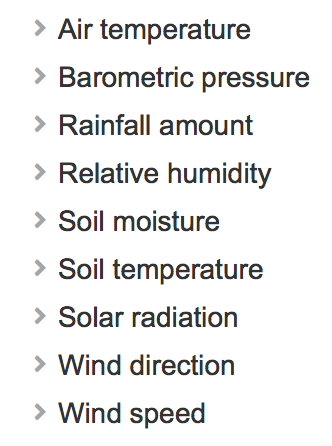 Air temperature
Barometric pressure
Rainfall amount
Relative humidity
Soil moisture
Soil temperature
Solar radiation
Wind direction
Wind speed